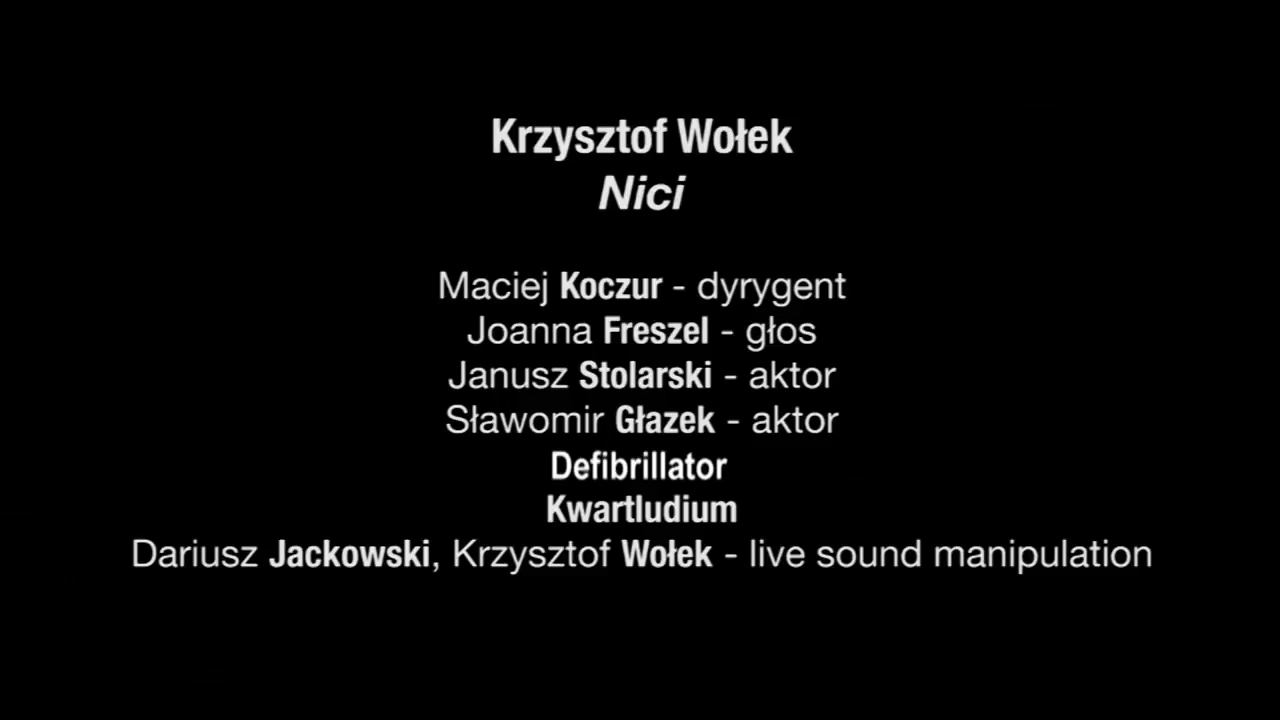 Krzysztof Wołek
Nici
Maciej Koczur - dyrygent
Joanna Freszel - głos
Janusz Stolarski - aktor
Sławomir Głazek - aktor
Defibrillator
Kwartludium
Dariusz Jackowski, Krzysztof Wołek - live sound manipulation